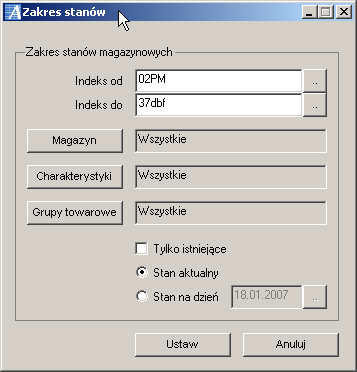 Zakres stanów
Zakres stanów magazynowych
Indeks od 02PM ..
Indeks do 37dbf ..
Magazyn Wszystkie
Charakterystyki Wszystkie
Grupy towarowe Wszystkie
Tylko istniejące
Stan aktualny
Stan na dzień 18.01.2007 ..
Ustaw Anuluj